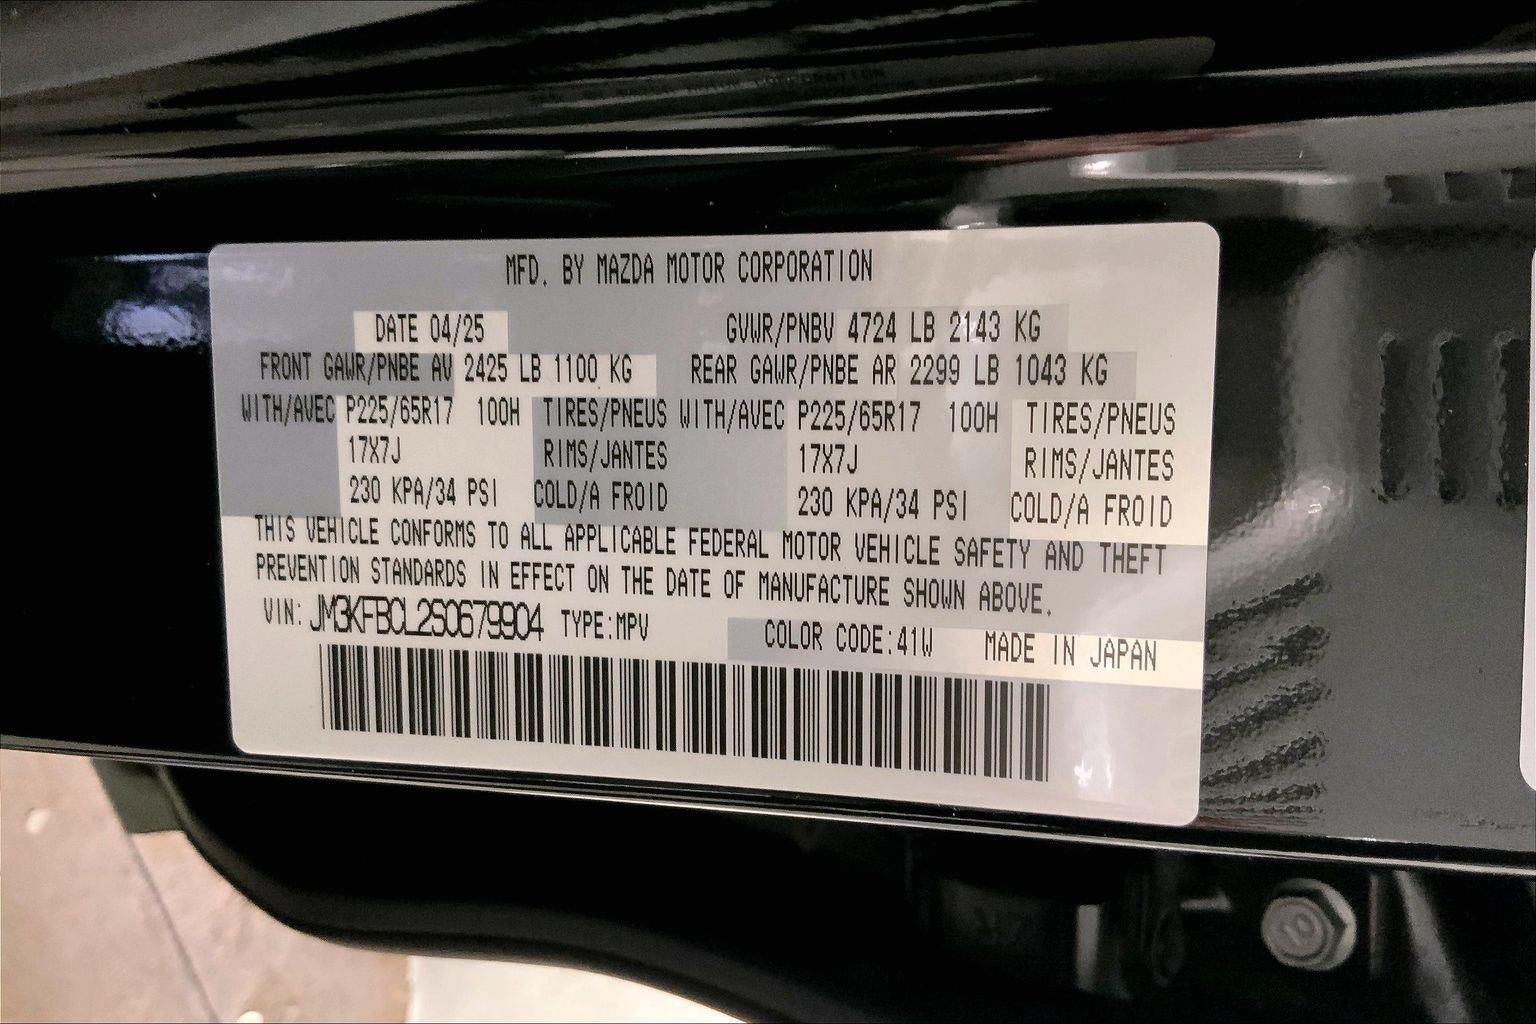 MFD. BY MAZDA MOTOR CORPORATION
DATE 04/25 GVWR/PNBV 4724 LB 2143 KG
FRONT GAWR/PNBE AV 2425 LB 1100 KG REAR GAWR/PNBE AR 2299 LB 1043 KG
WITH/AVEC P225/65R17 100H TIRES/PNEUS WITH/AVEC P225/65R17 100H TIRES/PNEUS
17X7J RIMS/JANTES 17X7J RIMS/JANTES
230 KPA/34 PSI COLD/A FROID 230 KPA/34 PSI COLD/A FROID
THIS VEHICLE CONFORMS TO ALL APPLICABLE FEDERAL MOTOR VEHICLE SAFETY AND THEFT
PREVENTION STANDARDS IN EFFECT ON THE DATE OF MANUFACTURE SHOWN ABOVE.
VIN: JM3KFBCL2S0679904 TYPE:MPV COLOR CODE:41W MADE IN JAPAN
10